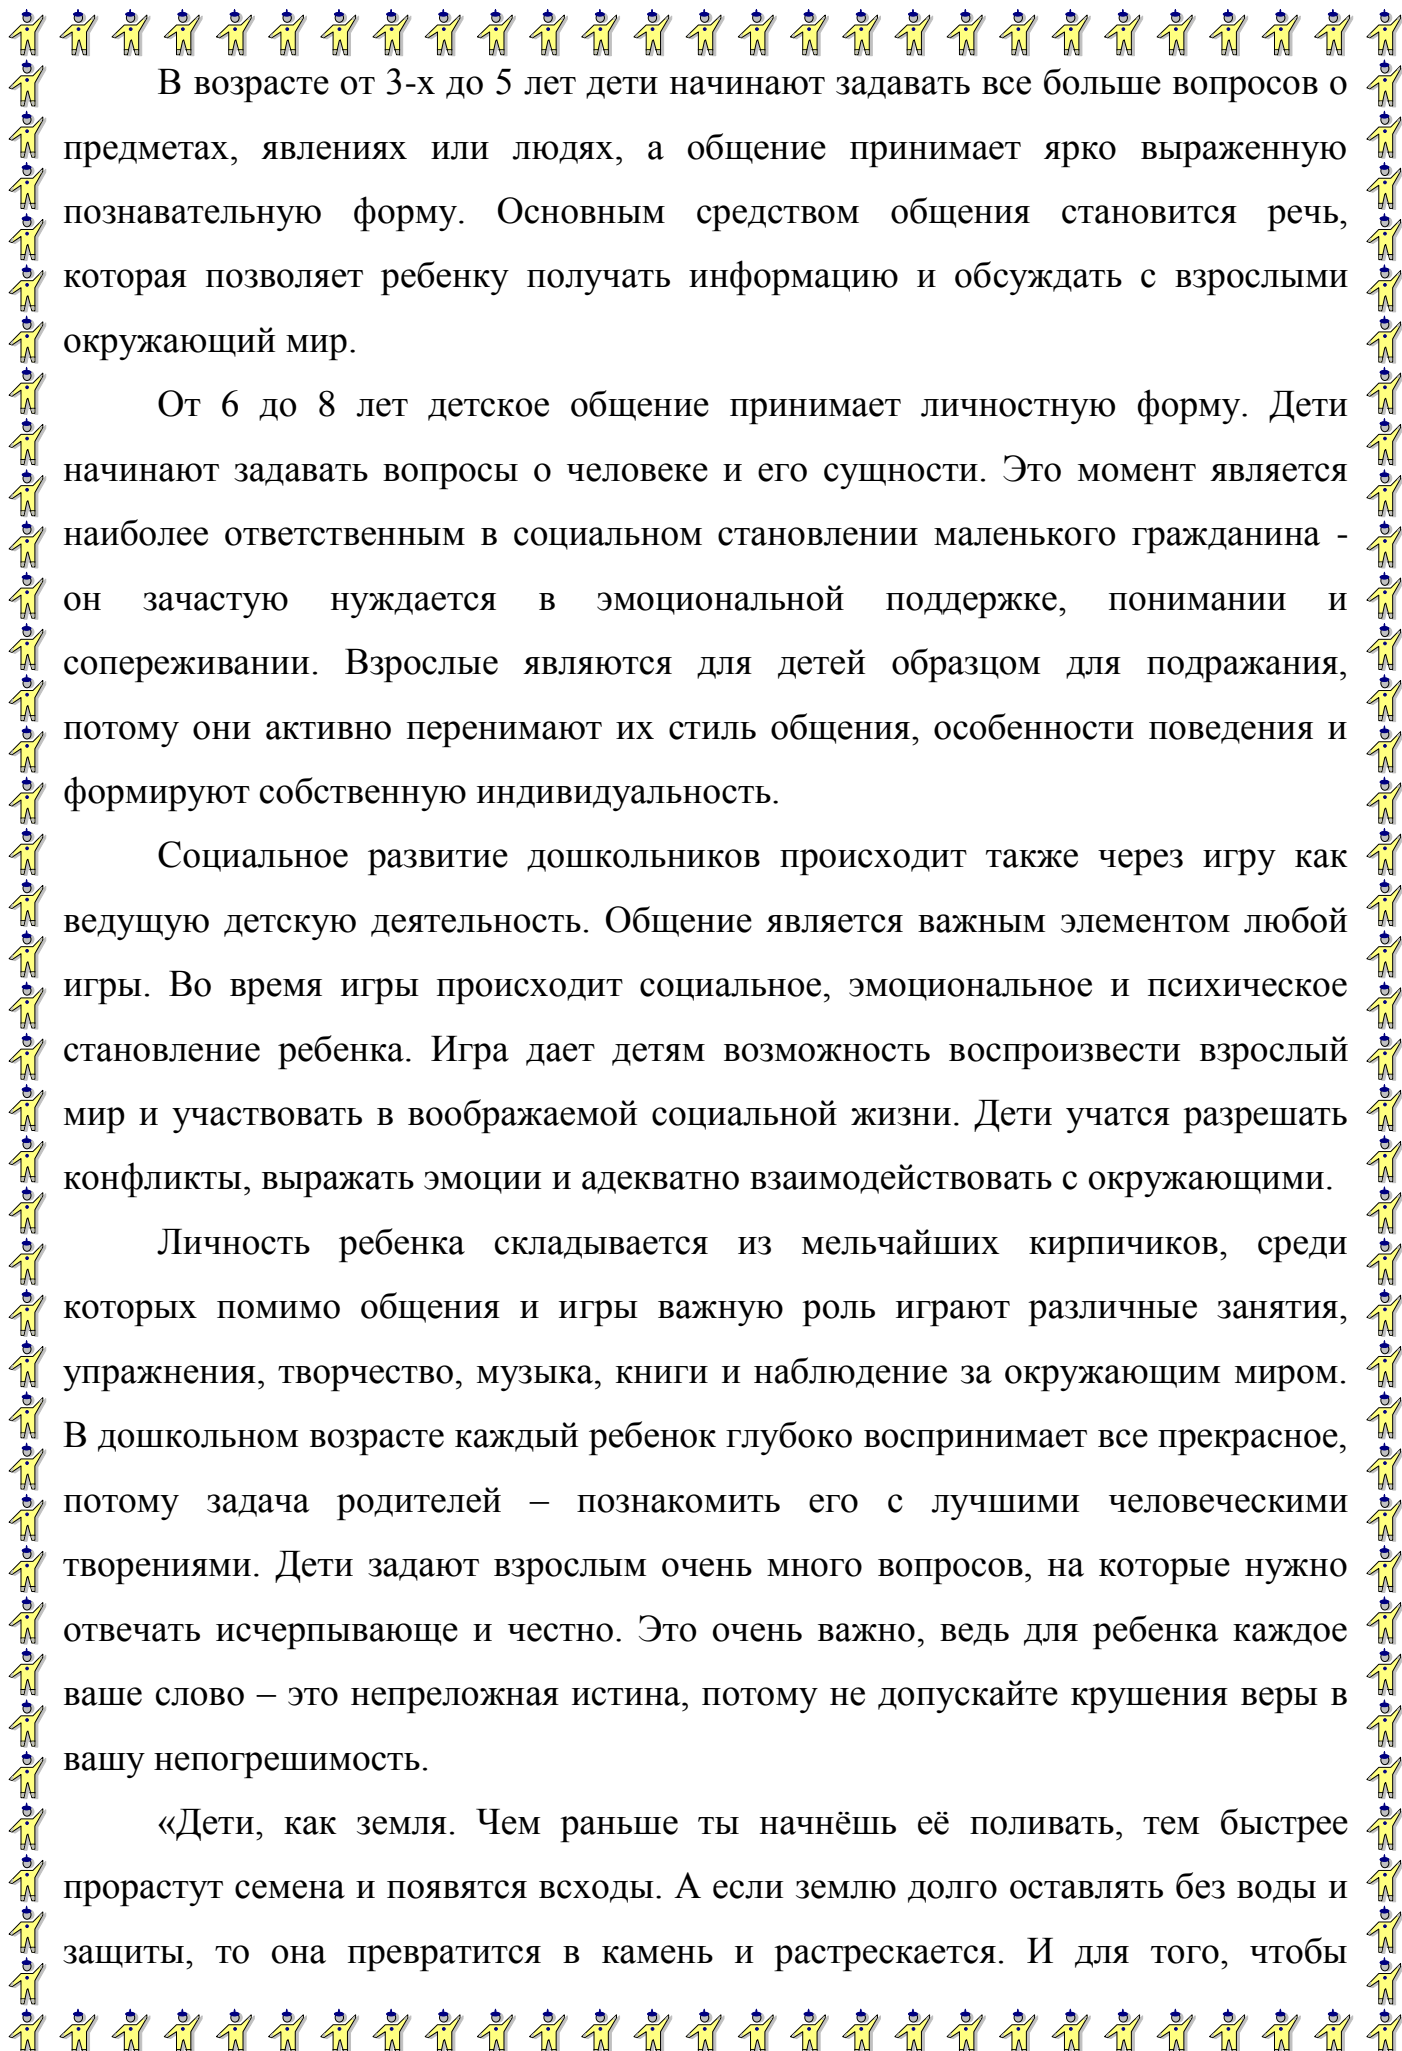 В возрасте от 3-х до 5 лет дети начинают задавать все больше вопросов о
предметах, явлениях или людях, а общение принимает ярко выраженную
познавательную форму. Основным средством общения становится речь,
которая позволяет ребенку получать информацию и обсуждать с взрослыми
окружающий мир.
От 6 до 8 лет детское общение принимает личностную форму. Дети
начинают задавать вопросы о человеке и его сущности. Это момент является
наиболее ответственным в социальном становлении маленького гражданина -
он зачастую нуждается в эмоциональной поддержке, понимании и
сопереживании. Взрослые являются для детей образцом для подражания,
потому они активно перенимают их стиль общения, особенности поведения и
формируют собственную индивидуальность.
Социальное развитие дошкольников происходит также через игру как
ведущую детскую деятельность. Общение является важным элементом любой
игры. Во время игры происходит социальное, эмоциональное и психическое
становление ребенка. Игра дает детям возможность воспроизвести взрослый
мир и участвовать в воображаемой социальной жизни. Дети учатся разрешать
конфликты, выражать эмоции и адекватно взаимодействовать с окружающими.
Личность ребенка складывается из мельчайших кирпичиков, среди
которых помимо общения и игры важную роль играют различные занятия,
упражнения, творчество, музыка, книги и наблюдение за окружающим миром.
В дошкольном возрасте каждый ребенок глубоко воспринимает все прекрасное,
потому задача родителей – познакомить его с лучшими человеческими
творениями. Дети задают взрослым очень много вопросов, на которые нужно
отвечать исчерпывающе и честно. Это очень важно, ведь для ребенка каждое
ваше слово – это непреложная истина, потому не допускайте крушения веры в
вашу непогрешимость.
«Дети, как земля. Чем раньше ты начнёшь её поливать, тем быстрее
прорастут семена и появятся всходы. А если землю долго оставлять без воды и
защиты, то она превратится в камень и растрескается. И для того, чтобы